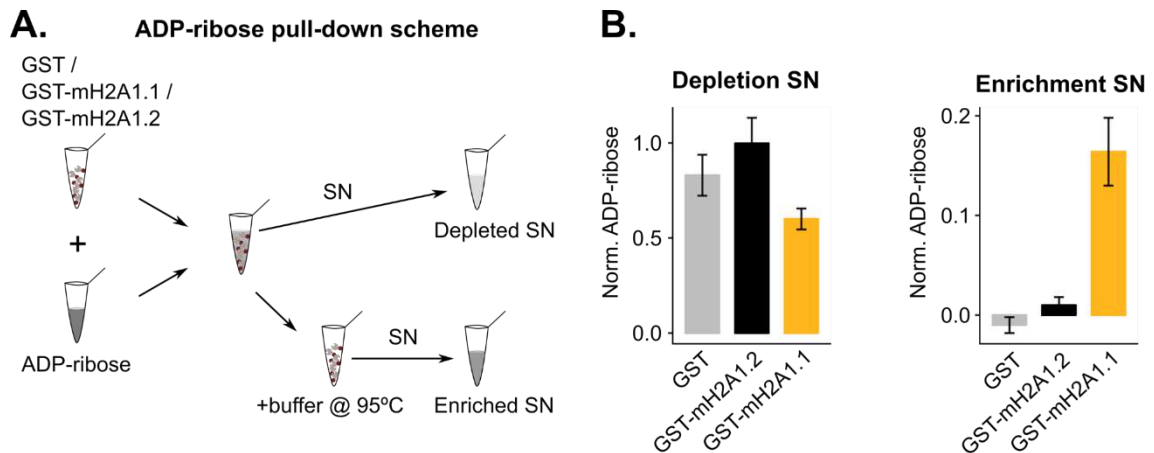 A.
ADP-ribose pull-down scheme
GST /
GST-mH2A1.1 /
GST-mH2A1.2
+
ADP-ribose
SN
Depleted SN
SN
+buffer @ 95ºC
Enriched SN
B.
Depletion SN
Norm. ADP-ribose
1.0
0.5
0.0
GST
GST-mH2A1.2
GST-mH2A1.1
Enrichment SN
Norm. ADP-ribose
0.2
0.1
0.0
GST
GST-mH2A1.2
GST-mH2A1.1